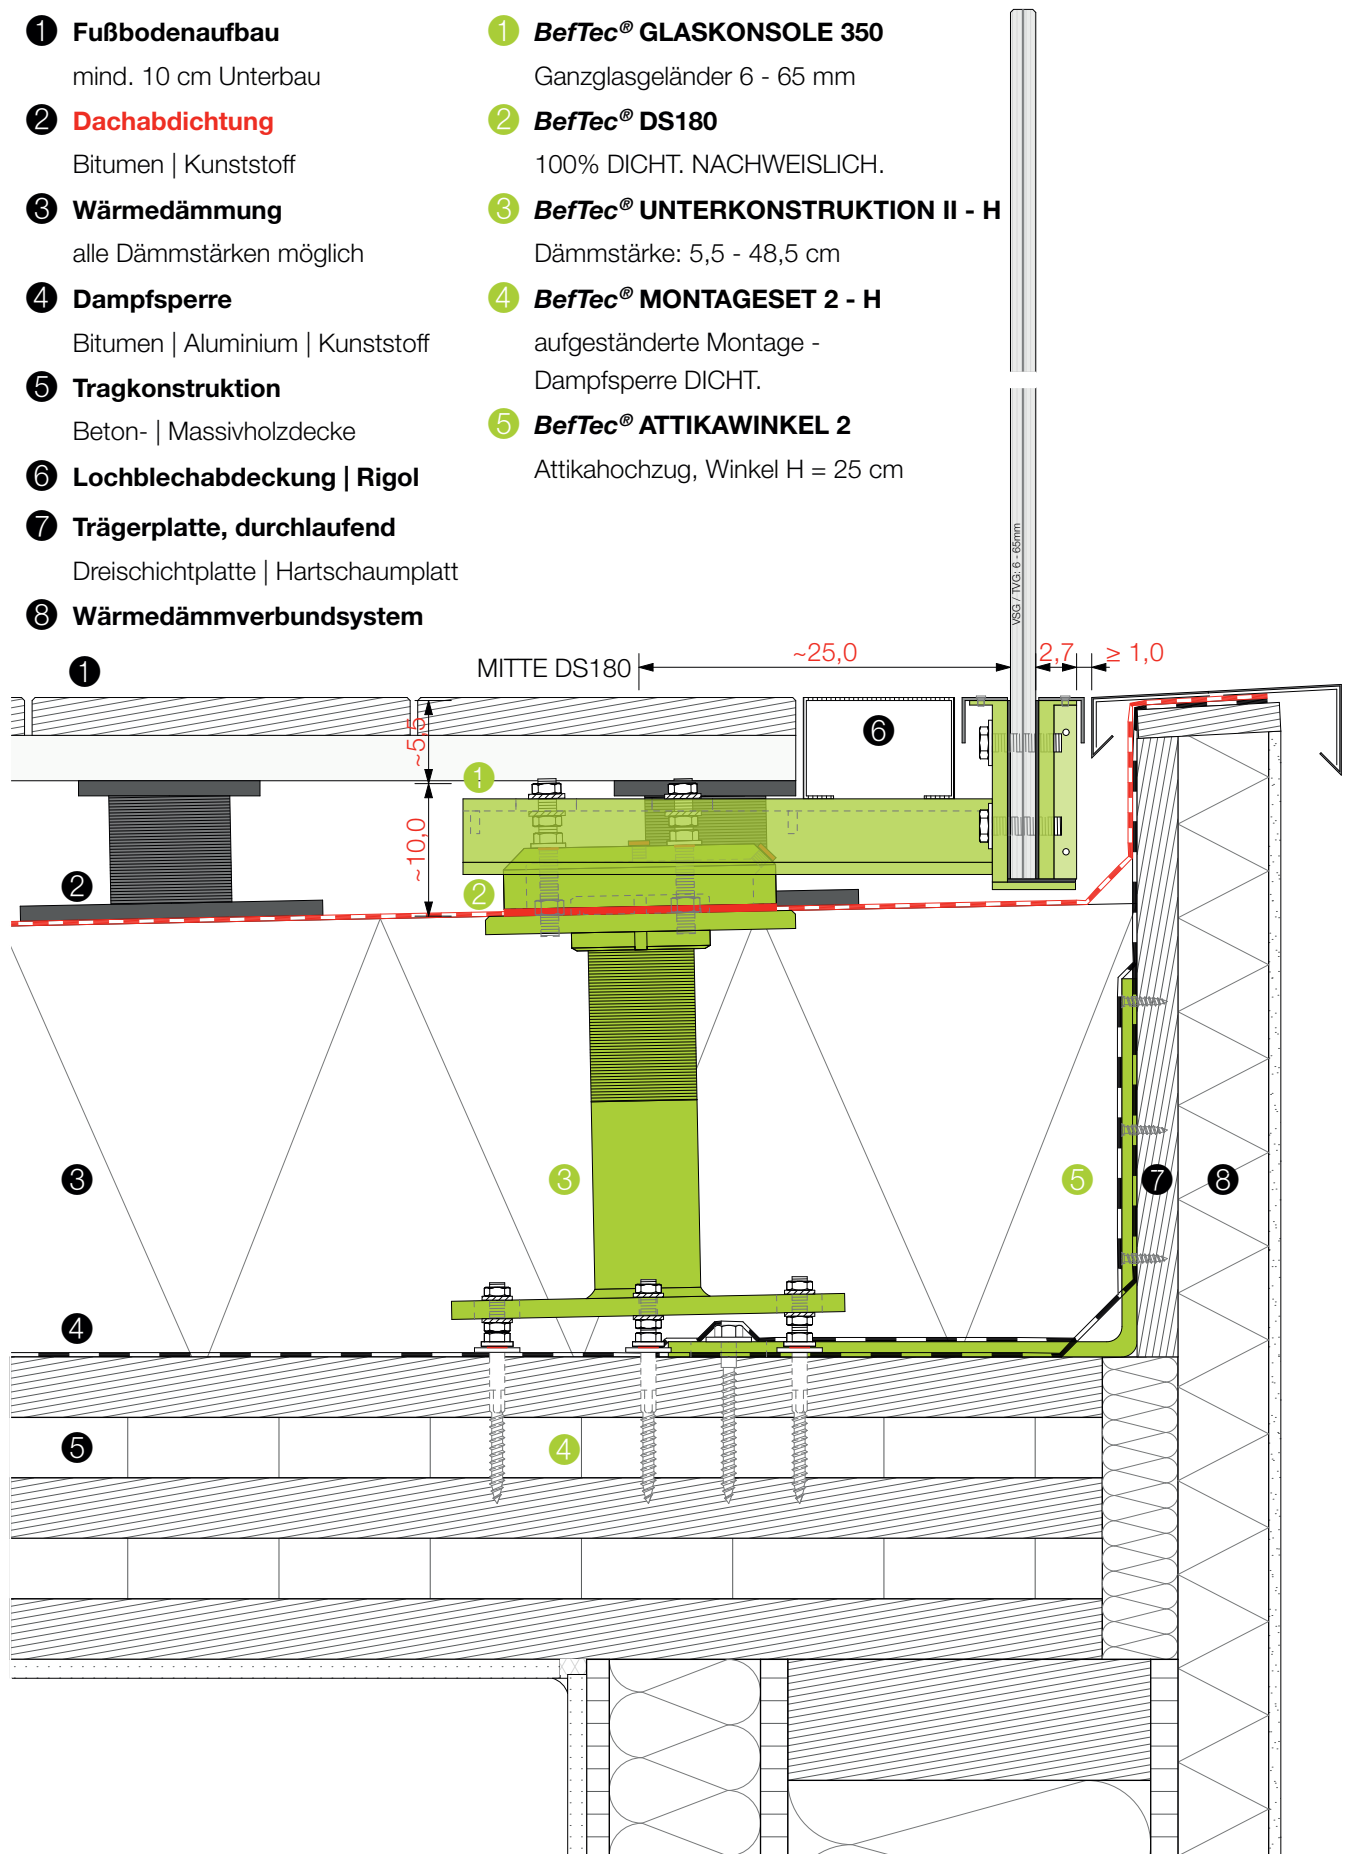 1 Fußbodenaufbau
mind. 10 cm Unterbau
2 Dachabdichtung
Bitumen | Kunststoff
3 Wärmedämmung
alle Dämmstärken möglich
4 Dampfsperre
Bitumen | Aluminium | Kunststoff
5 Tragkonstruktion
Beton- | Massivholzdecke
6 Lochblechabdeckung | Rigol
7 Trägerplatte, durchlaufend
Dreischichtplatte | Hartschaumplatt
8 Wärmedämmverbundsystem
1 BefTec® GLASKONSOLE 350
Ganzglasgeländer 6 - 65 mm
2 BefTec® DS180
100% DICHT. NACHWEISLICH.
3 BefTec® UNTERKONSTRUKTION II - H
Dämmstärke: 5,5 - 48,5 cm
4 BefTec® MONTAGESET 2 - H
aufgeständerte Montage -
Dampfsperre DICHT.
5 BefTec® ATTIKAWINKEL 2
Attikahochzug, Winkel H = 25 cm
VSG / TVG: 6 - 65mm
MITTE DS180
~25,0
2,7
≥ 1,0
1
~5,5
6
1
~10,0
2
2
3
3
5
7
8
4
5
4